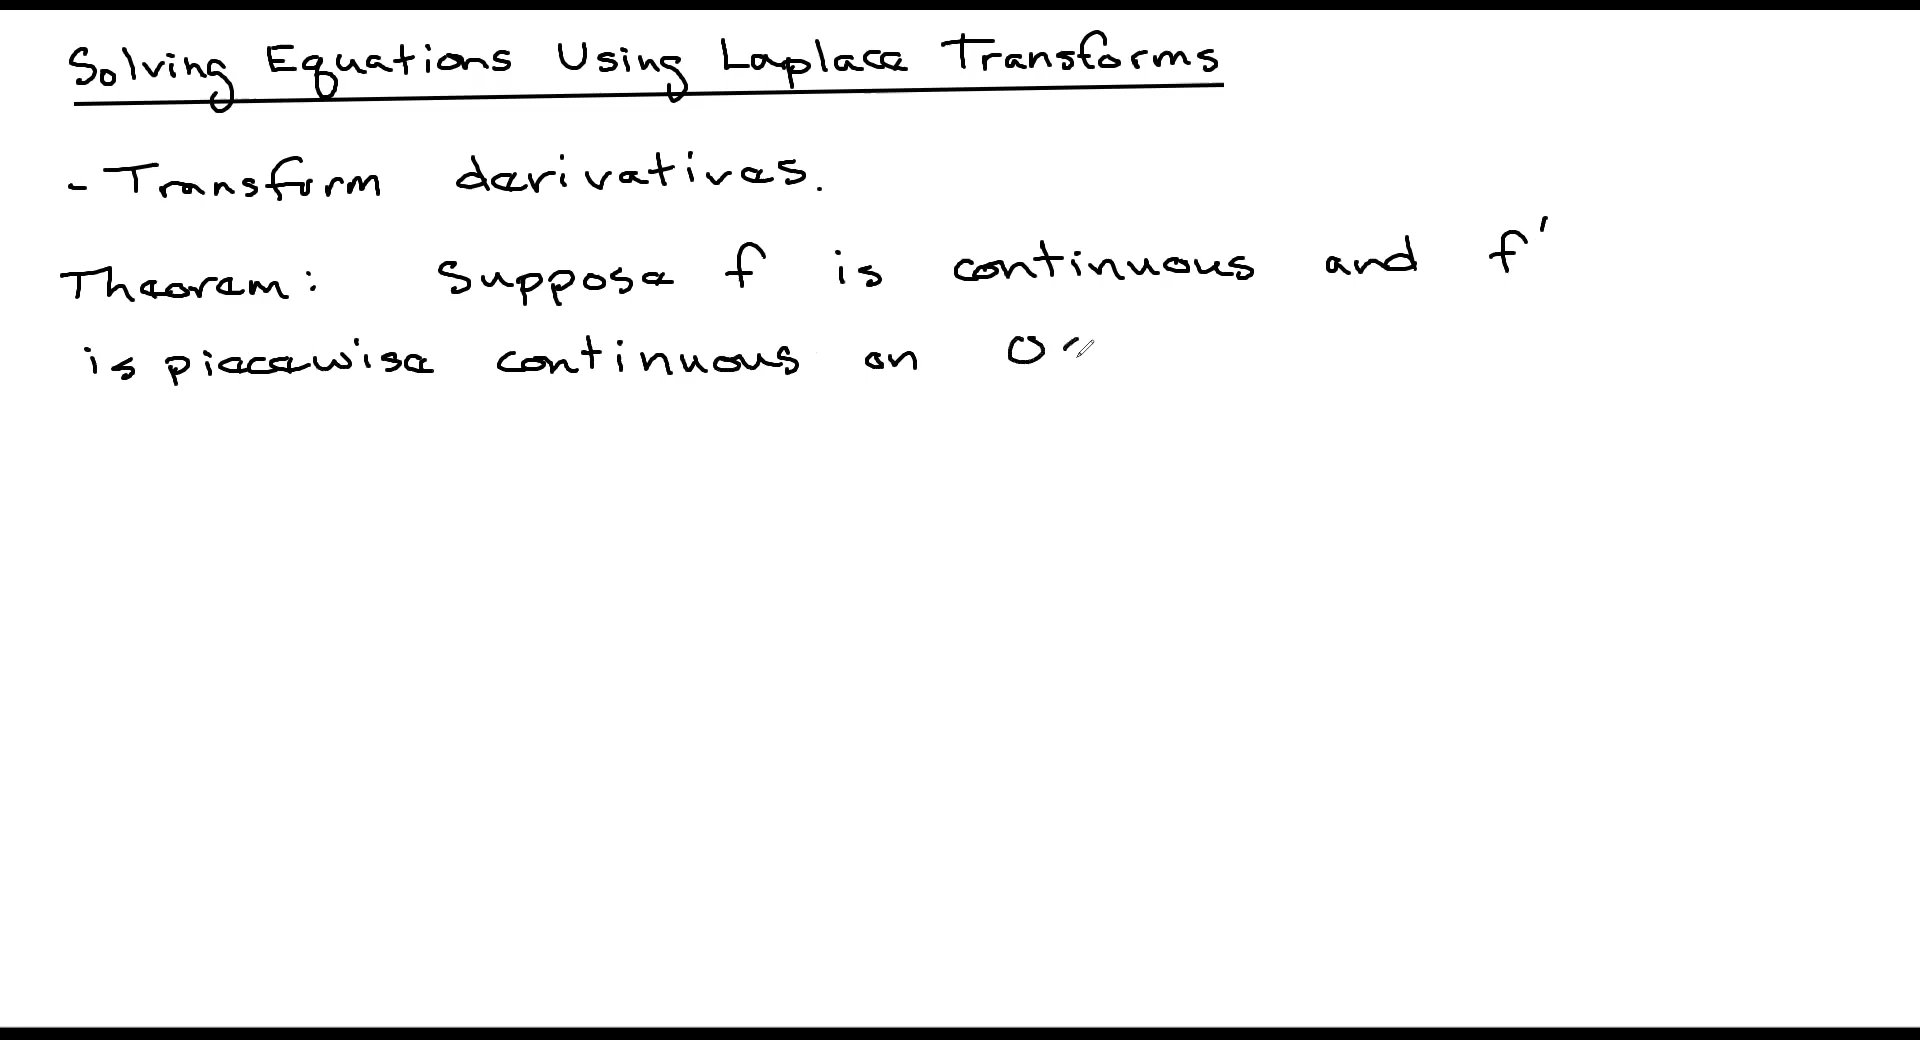 Solving Equations Using Laplace Transforms
- Transform derivatives.
Theorem: Suppose f is continuous and f'
is piecewise continuous on 0